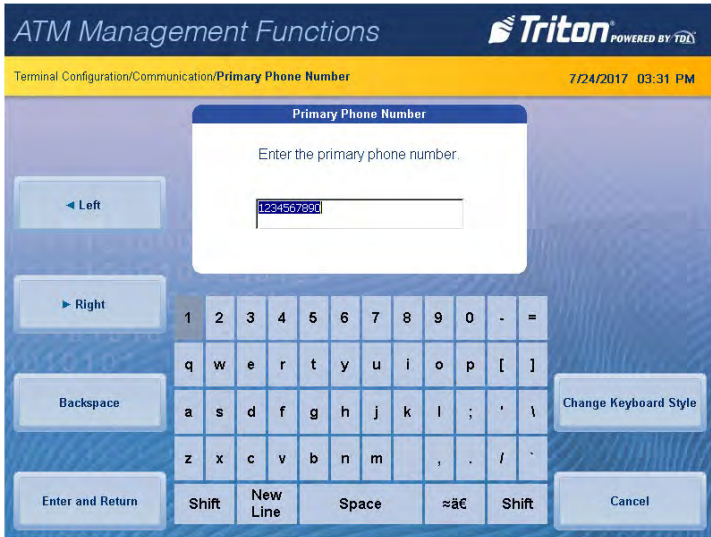 ATM Management Functions
Triton POWERED BY TDL
Terminal Configuration/Communication/Primary Phone Number
7/24/2017 03:31 PM
Primary Phone Number
Enter the primary phone number.
1234567890
◄ Left
► Right
Backspace
Enter and Return
1 2 3 4 5 6 7 8 9 0 - =
q w e r t y u i o p [ ]
a s d f g h j k l ; ' \
z x c v b n m , . / `
Shift New Line Space ≈ä€ Shift
Change Keyboard Style
Cancel